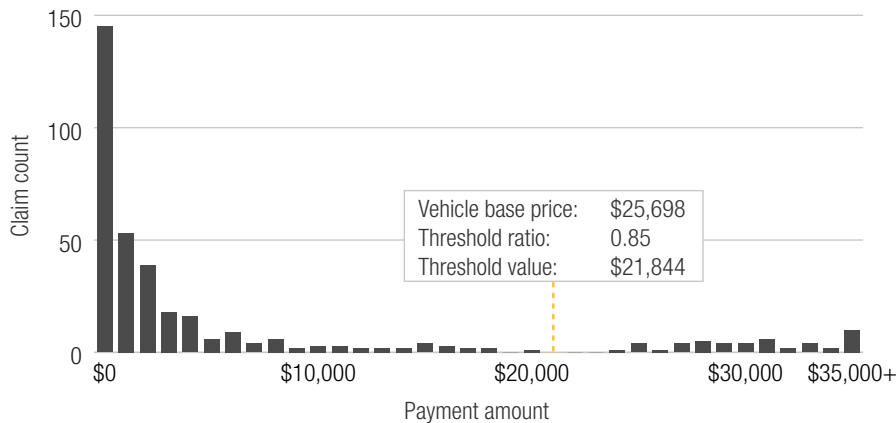 150
100
50
0
Claim count
Vehicle base price: $25,698
Threshold ratio: 0.85
Threshold value: $21,844
$0 $10,000 $20,000 $30,000 $35,000+
Payment amount